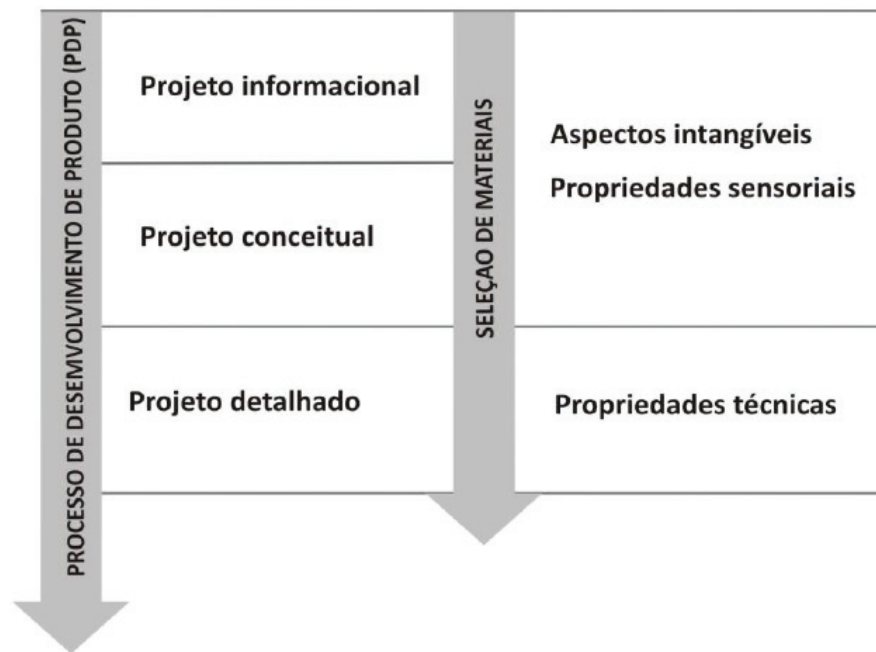 PROCESSO DE DESEMVOLVIMENTO DE PRODUTO (PDP)
Projeto informacional
Projeto conceitual
Projeto detalhado
SELEÇAO DE MATERIAIS
Aspectos intangíveis
Propriedades sensoriais
Propriedades técnicas